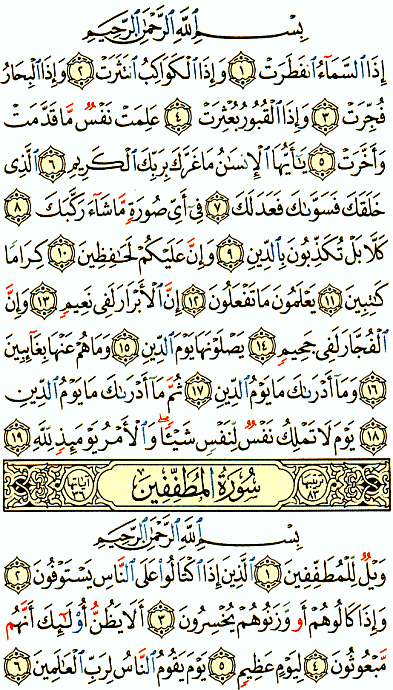 بِسْمِ ٱللَّهِ ٱلرَّحْمَٰنِ ٱلرَّحِيمِ
إِذَا ٱلسَّمَآءُ ٱنفَطَرَتْ ١ وَإِذَا ٱلْكَوَاكِبُ ٱنتَثَرَتْ ٢ وَإِذَا ٱلْبِحَارُ
فُجِّرَتْ ٣ وَإِذَا ٱلْقُبُورُ بُعْثِرَتْ ٤ عَلِمَتْ نَفْسٌ مَّا قَدَّمَتْ
وَأَخَّرَتْ ٥ يَٰٓأَيُّهَا ٱلْإِنسَٰنُ مَا غَرَّكَ بِرَبِّكَ ٱلْكَرِيمِ ٦ ٱلَّذِى
خَلَقَكَ فَسَوَّىٰكَ فَعَدَلَكَ ٧ فِىٓ أَىِّ صُورَةٍ مَّا شَآءَ رَكَّبَكَ ٨
كَلَّا بَلْ تُكَذِّبُونَ بِٱلدِّينِ ٩ وَإِنَّ عَلَيْكُمْ لَحَٰفِظِينَ ١٠ كِرَامًا
كَٰتِبِينَ ١١ يَعْلَمُونَ مَا تَفْعَلُونَ ١٢ إِنَّ ٱلْأَبْرَارَ لَفِى نَعِيمٍ ١٣ وَإِنَّ
ٱلْفُجَّارَ لَفِى جَحِيمٍ ١٤ يَصْلَوْنَهَا يَوْمَ ٱلدِّينِ ١٥ وَمَا هُمْ عَنْهَا بِغَآئِبِينَ
١٦ وَمَآ أَدْرَىٰكَ مَا يَوْمُ ٱلدِّينِ ١٧ ثُمَّ مَآ أَدْرَىٰكَ مَا يَوْمُ ٱلدِّينِ
١٨ يَوْمَ لَا تَمْلِكُ نَفْسٌ لِّنَفْسٍ شَيْـًٔا ۖ وَٱلْأَمْرُ يَوْمَئِذٍ لِّلَّهِ ١٩
ترتيبها ٨٣ سُورَةُ المُطَفِّفِينَ آياتها ٣٦
بِسْمِ ٱللَّهِ ٱلرَّحْمَٰنِ ٱلرَّحِيمِ
وَيْلٌ لِّلْمُطَفِّفِينَ ١ ٱلَّذِينَ إِذَا ٱكْتَالُوا۟ عَلَى ٱلنَّاسِ يَسْتَوْفُونَ ٢
وَإِذَا كَالُوهُمْ أَو وَّزَنُوهُمْ يُخْسِرُونَ ٣ أَلَا يَظُنُّ أُو۟لَٰٓئِكَ أَنَّهُم
مَّبْعُوثُونَ ٤ لِيَوْمٍ عَظِيمٍ ٥ يَوْمَ يَقُومُ ٱلنَّاسُ لِرَبِّ ٱلْعَٰلَمِينَ ٦